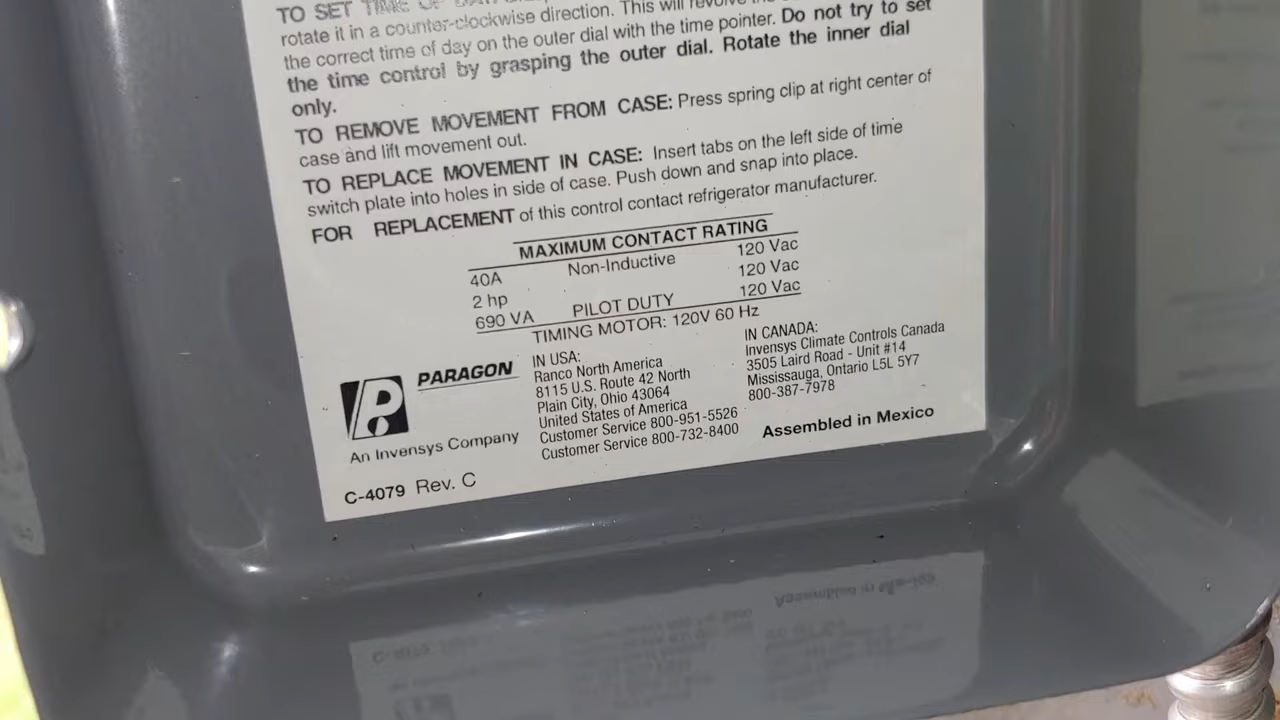 TO SET TIME OF DAY:
rotate it in a counter-clockwise direction. This will revolve the
the correct time of day on the outer dial with the time pointer. Do not try to set
the time control by grasping the outer dial. Rotate the inner dial
only.
TO REMOVE MOVEMENT FROM CASE: Press spring clip at right center of
case and lift movement out.
TO REPLACE MOVEMENT IN CASE: Insert tabs on the left side of time
switch plate into holes in side of case. Push down and snap into place.
FOR REPLACEMENT of this control contact refrigerator manufacturer.
MAXIMUM CONTACT RATING
40A Non-Inductive 120 Vac
2 hp 120 Vac
690 VA PILOT DUTY 120 Vac
TIMING MOTOR: 120V 60 Hz
PARAGON
An Invensys Company
IN USA:
Ranco North America
8115 U.S. Route 42 North
Plain City, Ohio 43064
United States of America
Customer Service 800-951-5526
Customer Service 800-732-8400
IN CANADA:
Invensys Climate Controls Canada
3505 Laird Road - Unit #14
Mississauga, Ontario L5L 5Y7
800-387-7978
Assembled in Mexico
C-4079 Rev. C